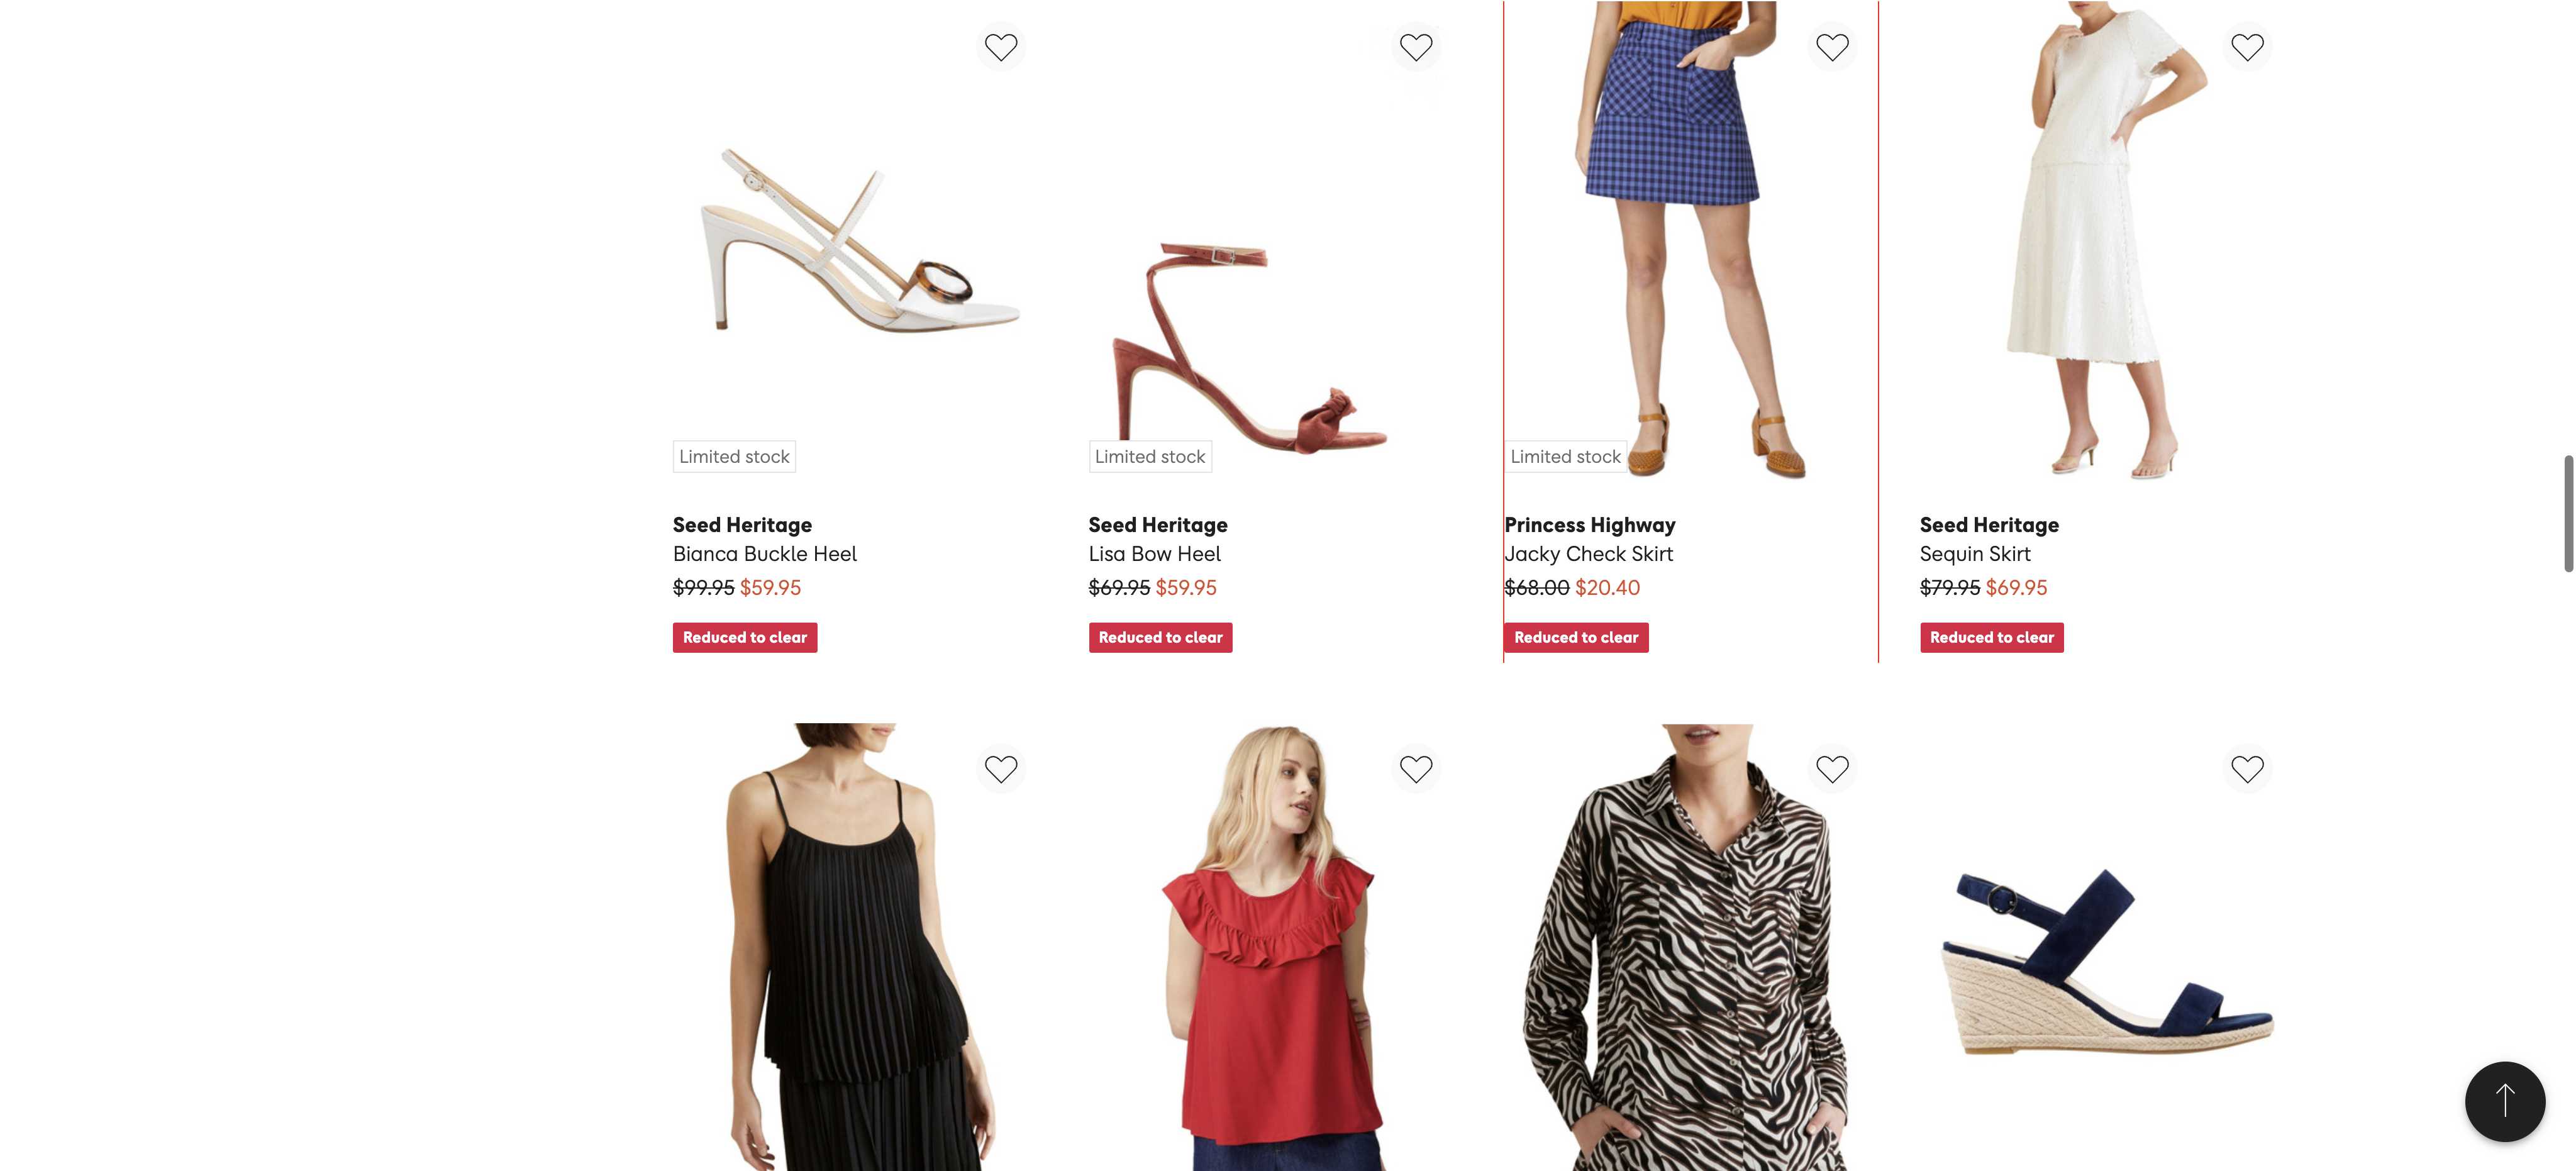 Limited stock
Seed Heritage
Bianca Buckle Heel
$99.95 $59.95
Reduced to clear
Limited stock
Seed Heritage
Lisa Bow Heel
$69.95 $59.95
Reduced to clear
Limited stock
Princess Highway
Jacky Check Skirt
$68.00 $20.40
Reduced to clear
Seed Heritage
Sequin Skirt
$79.95 $69.95
Reduced to clear